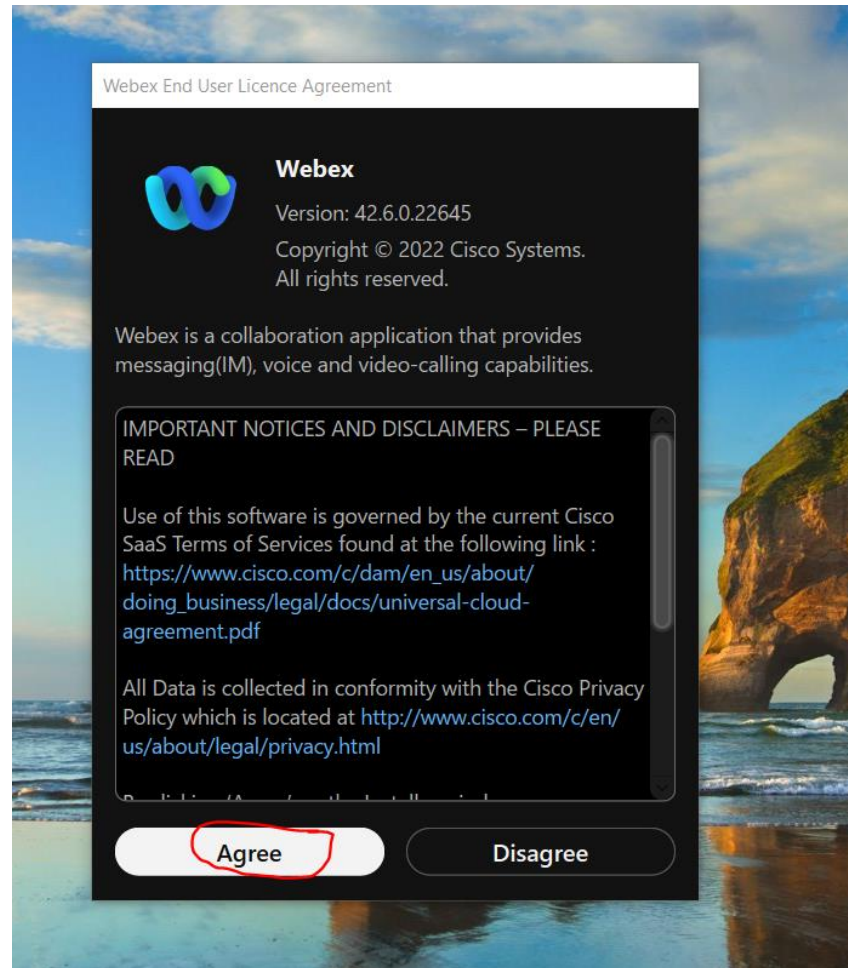 Webex End User Licence Agreement
Webex
Version: 42.6.0.22645
Copyright © 2022 Cisco Systems.
All rights reserved.
Webex is a collaboration application that provides
messaging(IM), voice and video-calling capabilities.
IMPORTANT NOTICES AND DISCLAIMERS – PLEASE
READ
Use of this software is governed by the current Cisco
SaaS Terms of Services found at the following link :
https://www.cisco.com/c/dam/en_us/about/
doing_business/legal/docs/universal-cloud-
agreement.pdf
All Data is collected in conformity with the Cisco Privacy
Policy which is located at http://www.cisco.com/c/en/
us/about/legal/privacy.html
Agree
Disagree